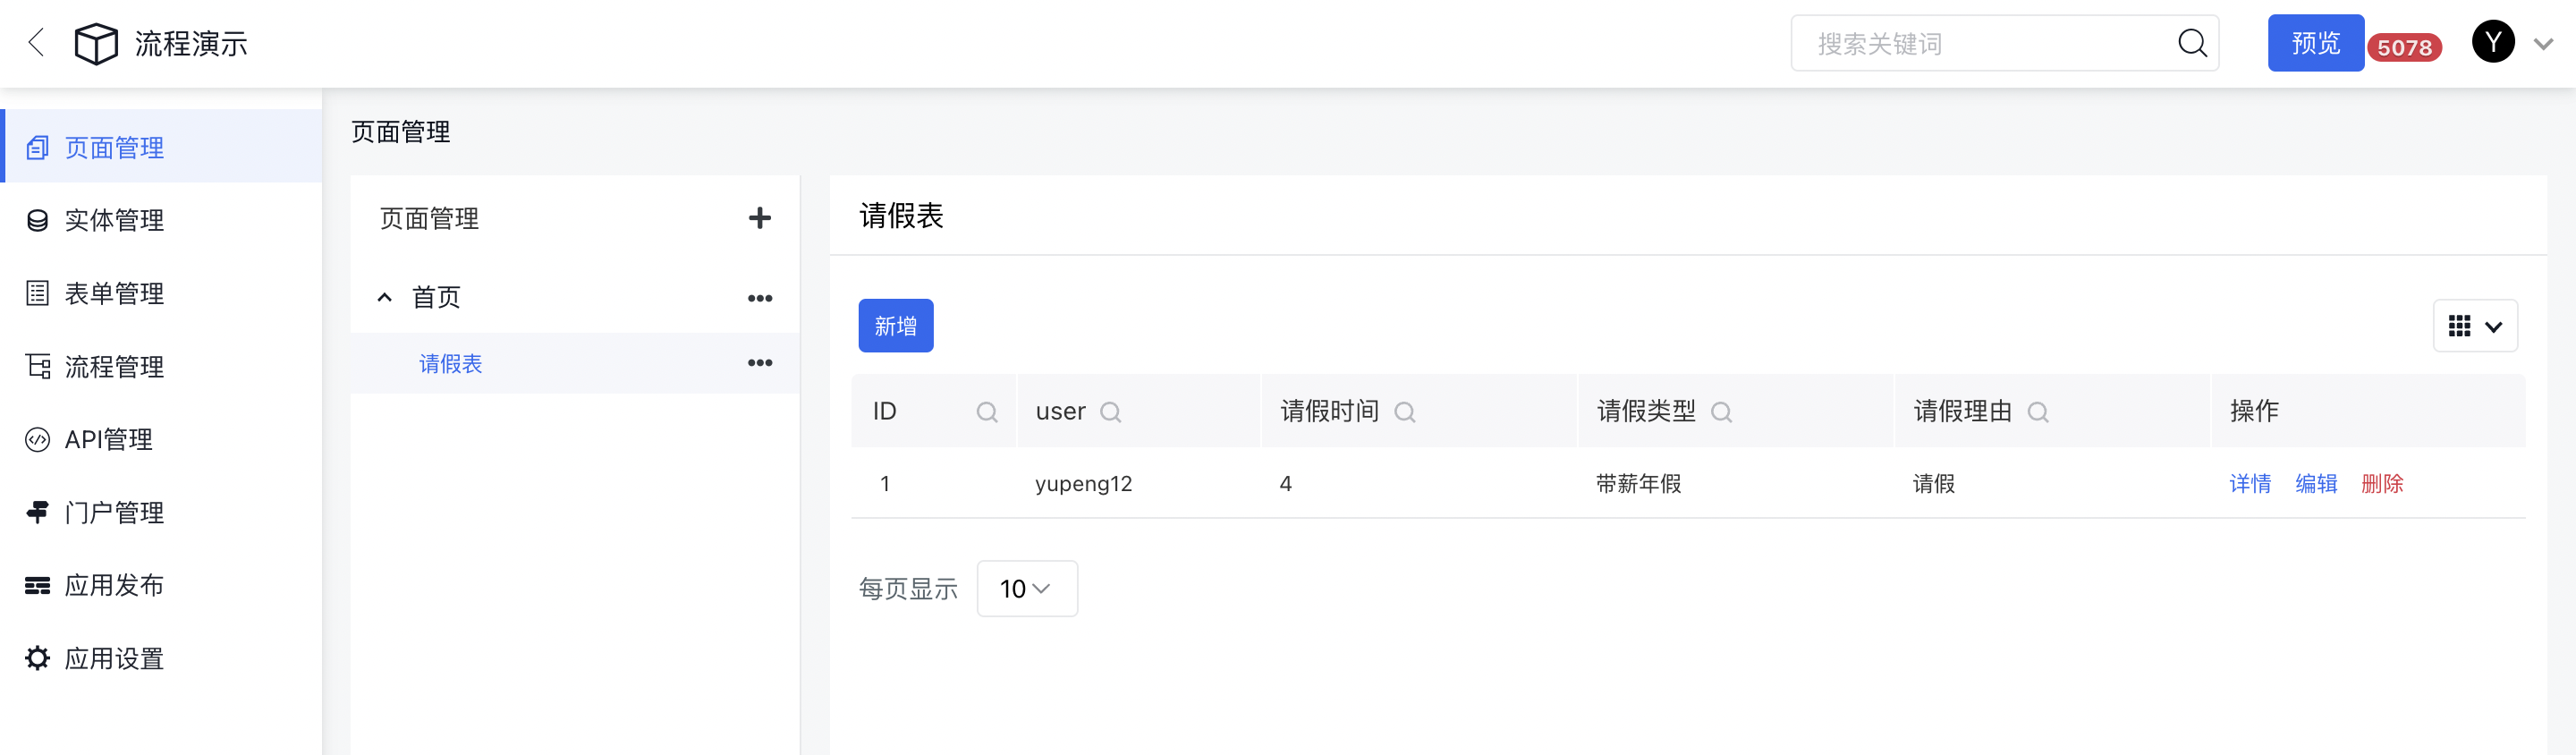 流程演示
搜索关键词
预览
5078
Y
页面管理
实体管理
表单管理
流程管理
API管理
门户管理
应用发布
应用设置
页面管理
页面管理
首页
请假表
请假表
新增
ID user 请假时间 请假类型 请假理由 操作
1 yupeng12 4 带薪年假 请假 详情 编辑 删除
每页显示 10